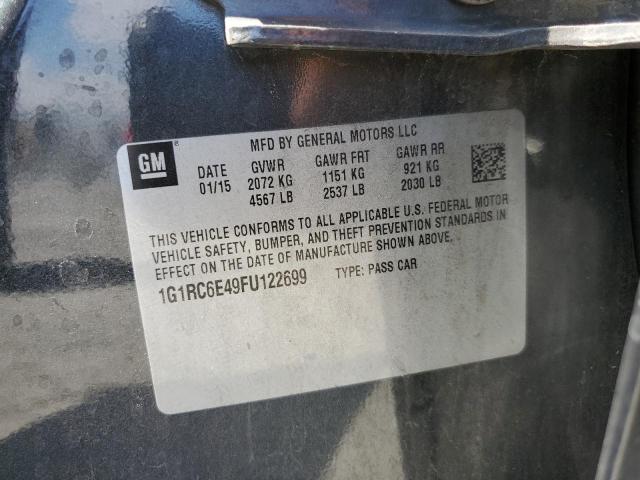 MFD BY GENERAL MOTORS LLC
GM
DATE GVWR GAWR FRT GAWR RR
01/15 2072 KG 1151 KG 921 KG
4567 LB 2537 LB 2030 LB
THIS VEHICLE CONFORMS TO ALL APPLICABLE U.S. FEDERAL MOTOR
VEHICLE SAFETY, BUMPER, AND THEFT PREVENTION STANDARDS IN
EFFECT ON THE DATE OF MANUFACTURE SHOWN ABOVE.
1G1RC6E49FU122699 TYPE: PASS CAR